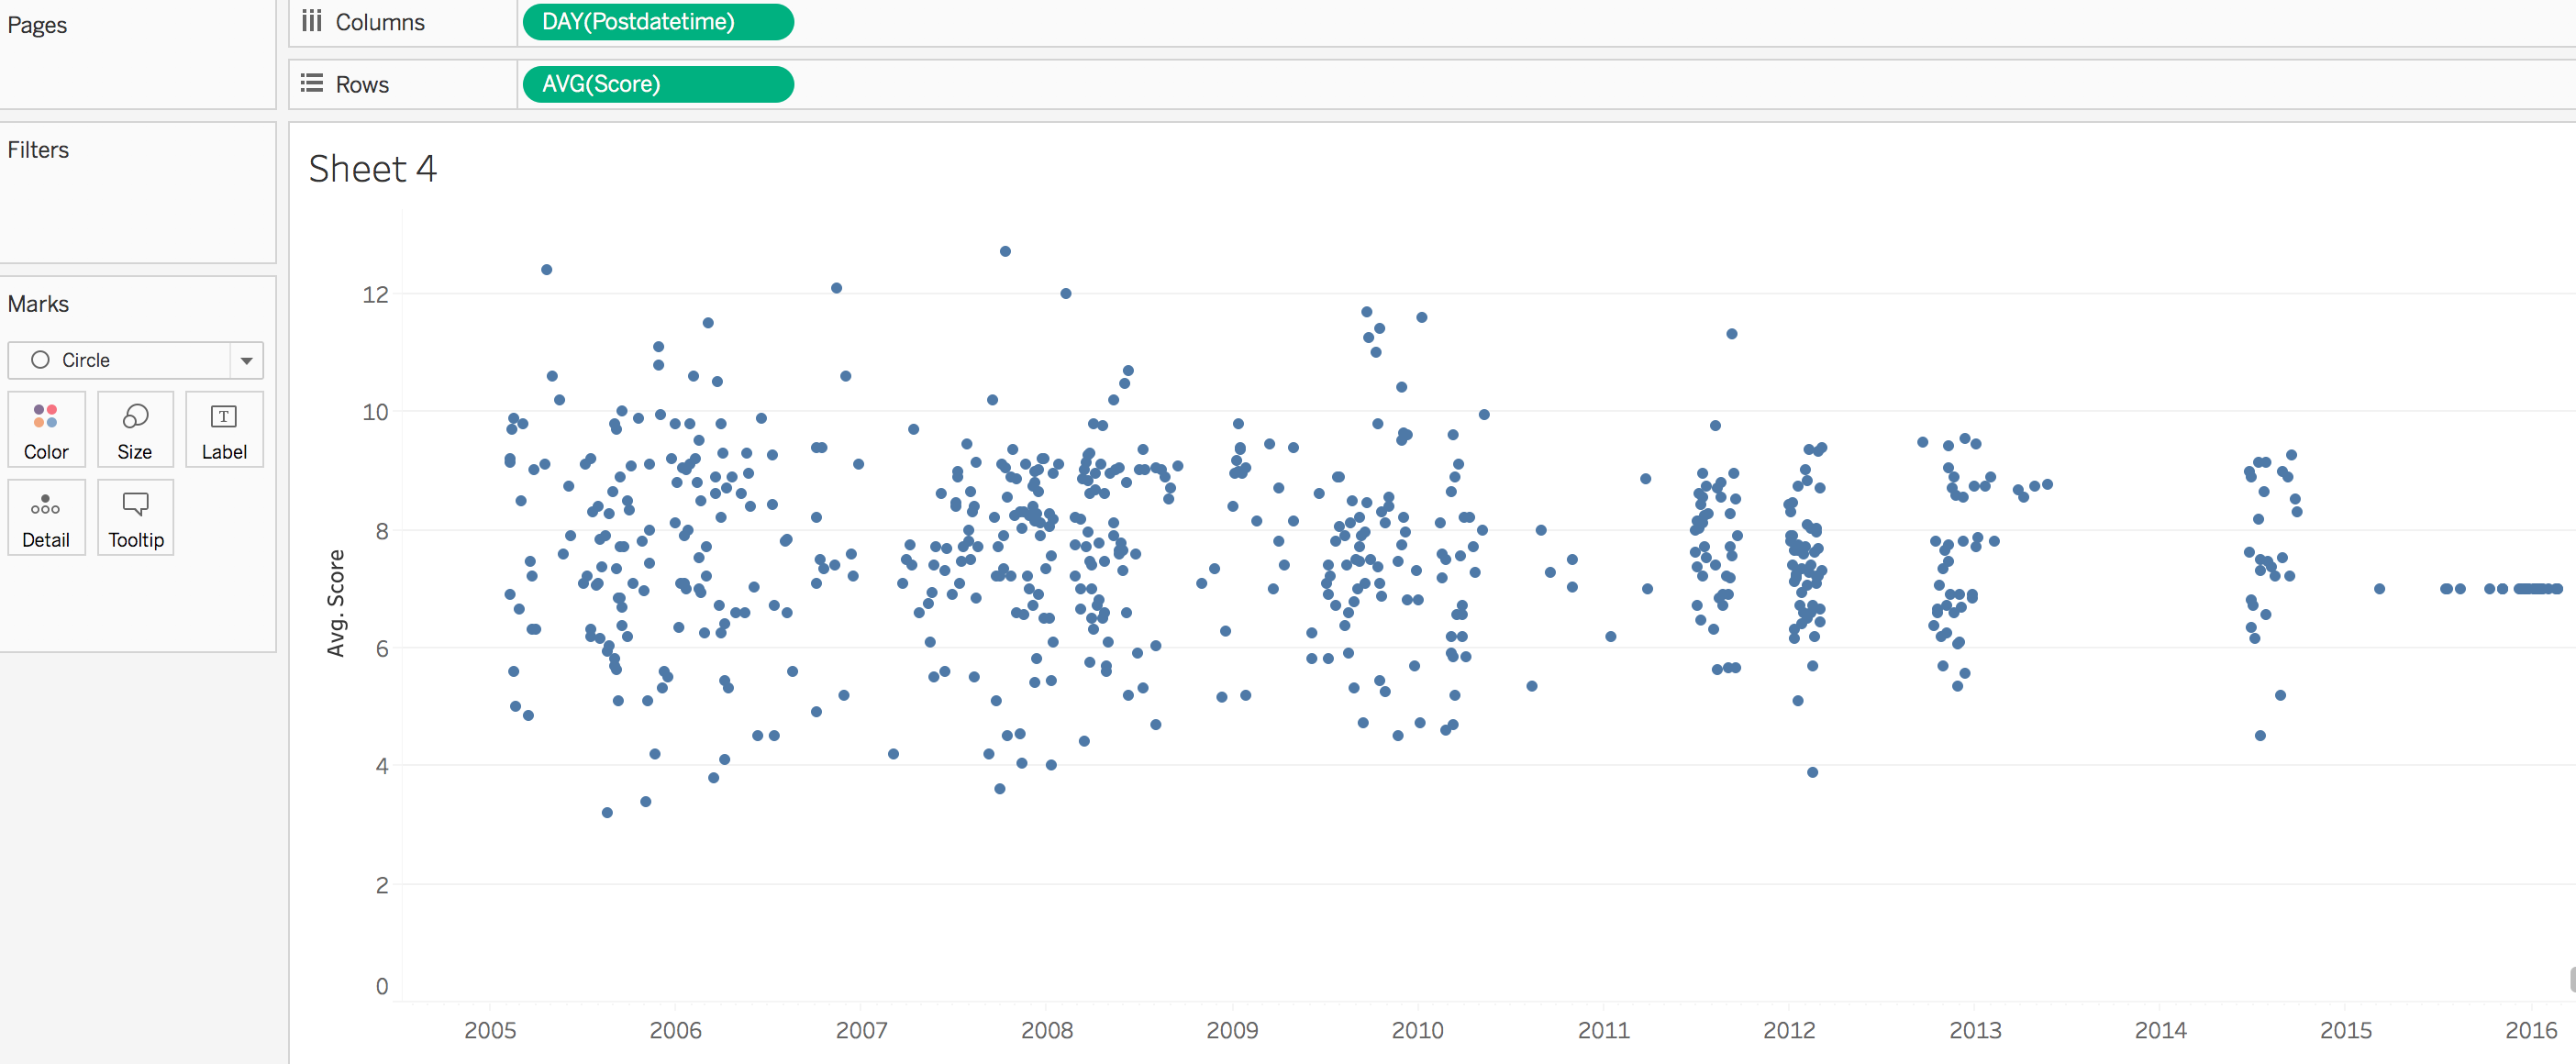 Pages
Columns
DAY(Postdatetime)
Rows
AVG(Score)
Filters
Marks
Circle
Color
Size
T
Label
Detail
Tooltip
Sheet 4
Avg. Score
12
10
8
6
4
2
0
2005
2006
2007
2008
2009
2010
2011
2012
2013
2014
2015
2016